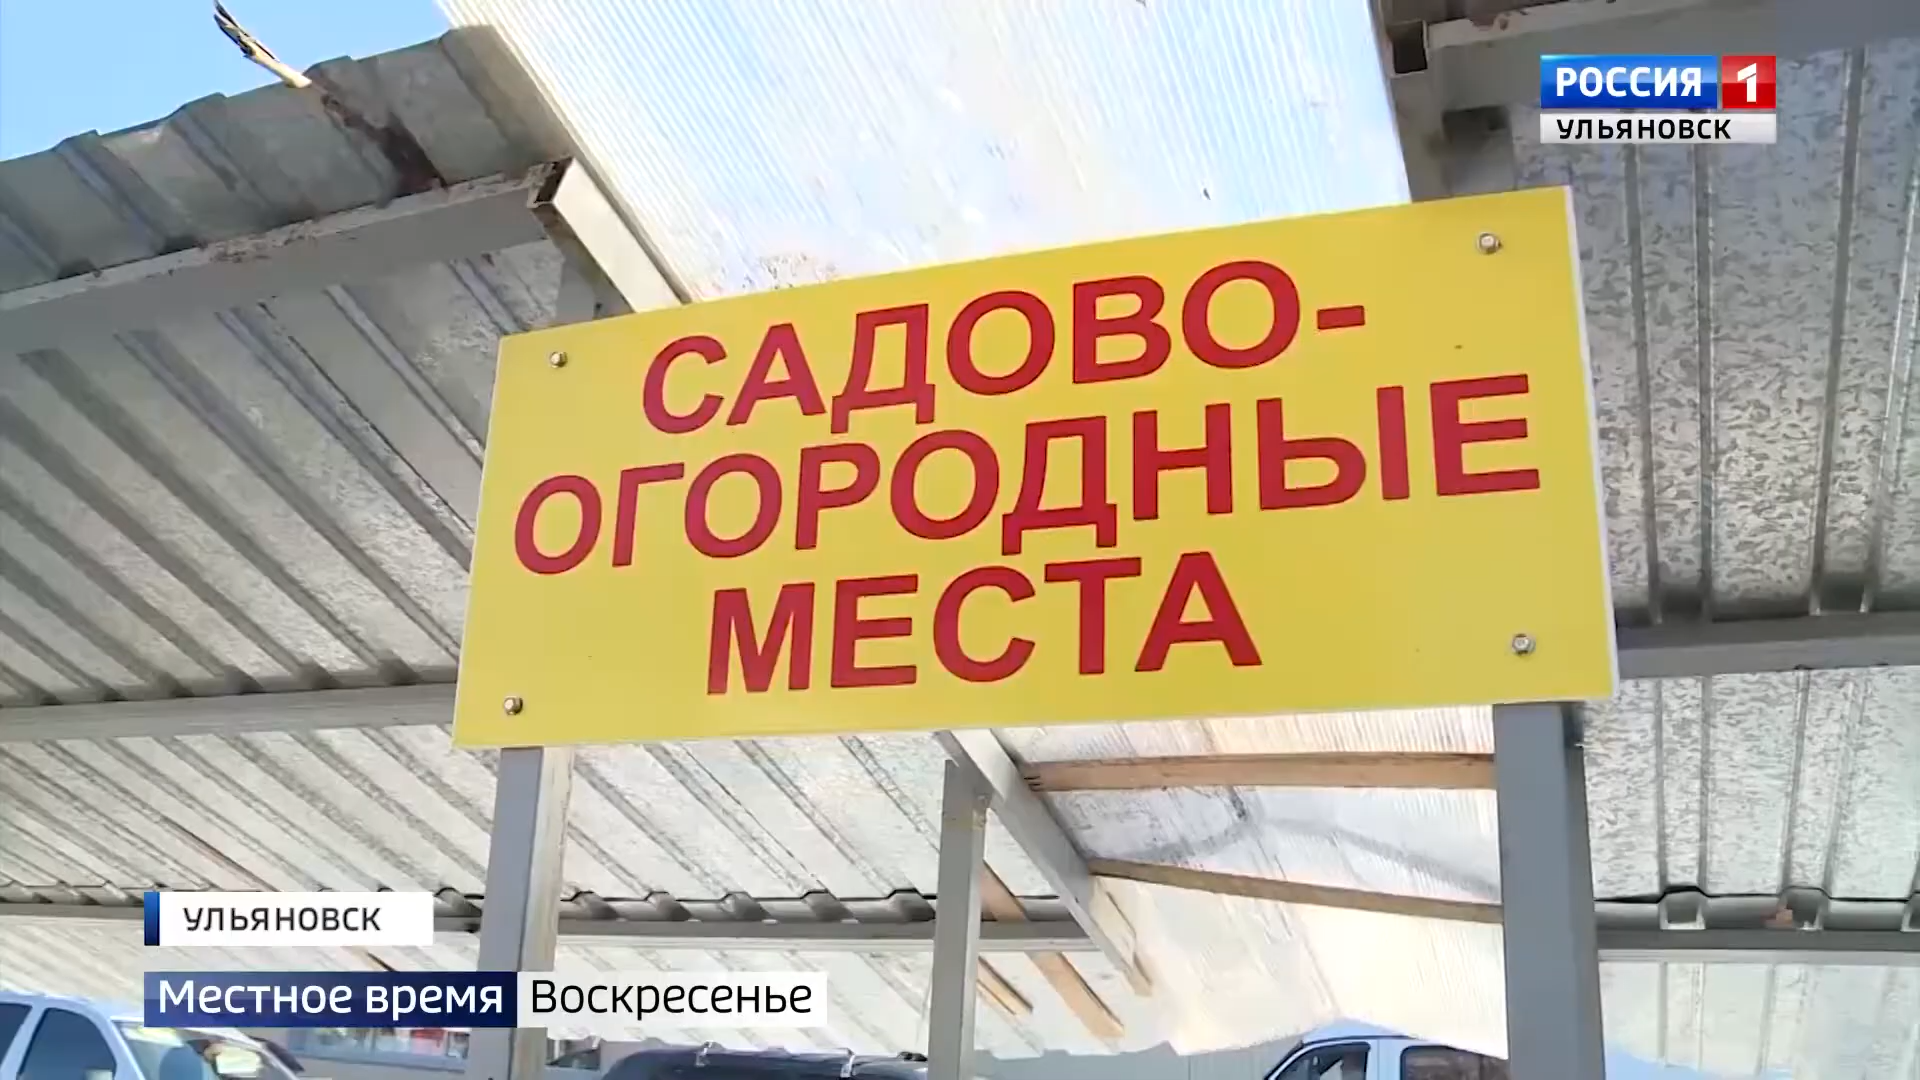 РОССИЯ 1
УЛЬЯНОВСК
САДОВО-
ОГОРОДНЫЕ
МЕСТА
УЛЬЯНОВСК
Местное время Воскресенье